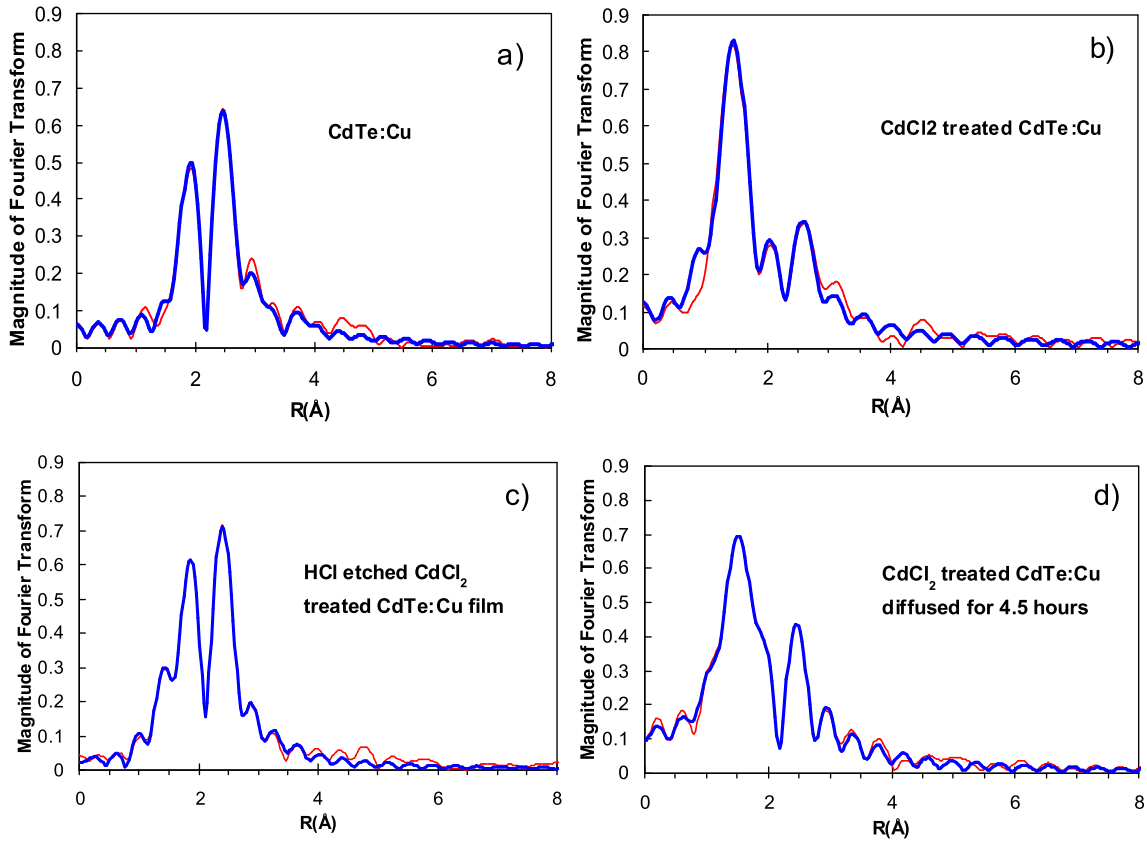 a)
CdTe:Cu
Magnitude of Fourier Transform
0.9
0.8
0.7
0.6
0.5
0.4
0.3
0.2
0.1
0
0 2 4 6 8
R(Å)
b)
CdCl2 treated CdTe:Cu
Magnitude of Fourier Transform
0.9
0.8
0.7
0.6
0.5
0.4
0.3
0.2
0.1
0
0 2 4 6 8
R(Å)
c)
HCl etched CdCl2
treated CdTe:Cu film
Magnitude of Fourier Transform
0.9
0.8
0.7
0.6
0.5
0.4
0.3
0.2
0.1
0
0 2 4 6 8
R(Å)
d)
CdCl2 treated CdTe:Cu
diffused for 4.5 hours
Magnitude of Fourier Transform
0.9
0.8
0.7
0.6
0.5
0.4
0.3
0.2
0.1
0
0 2 4 6 8
R(Å)